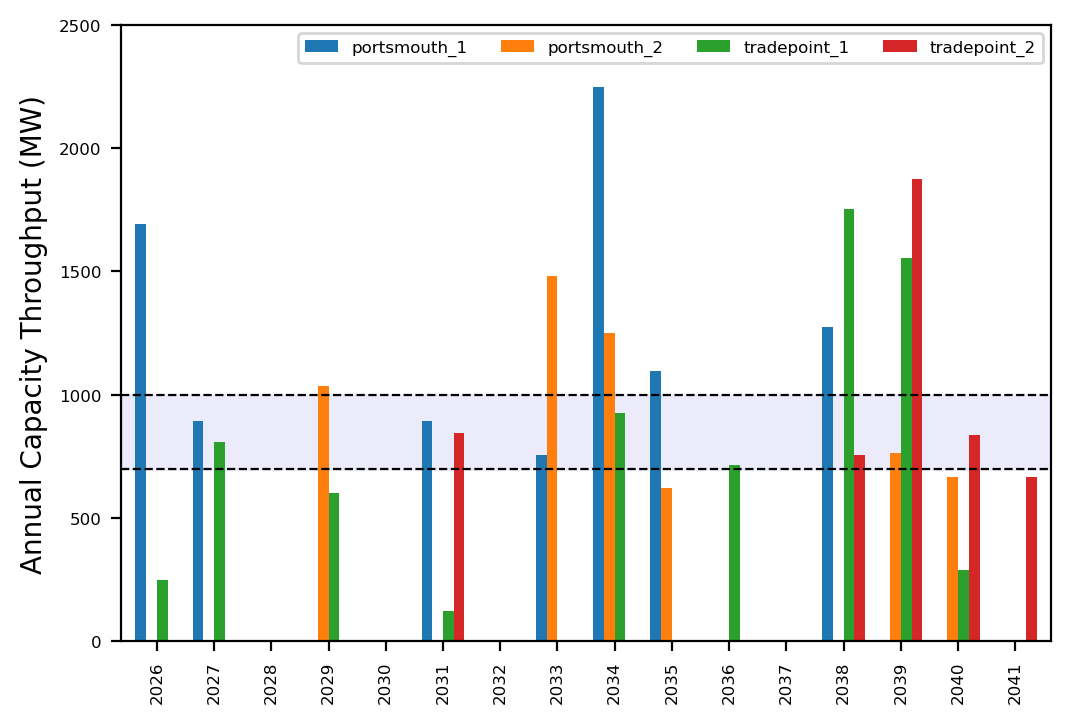 Annual Capacity Throughput (MW)
2500
2000
1500
1000
500
0
portsmouth_1 portsmouth_2 tradepoint_1 tradepoint_2
2026 2027 2028 2029 2030 2031 2032 2033 2034 2035 2036 2037 2038 2039 2040 2041